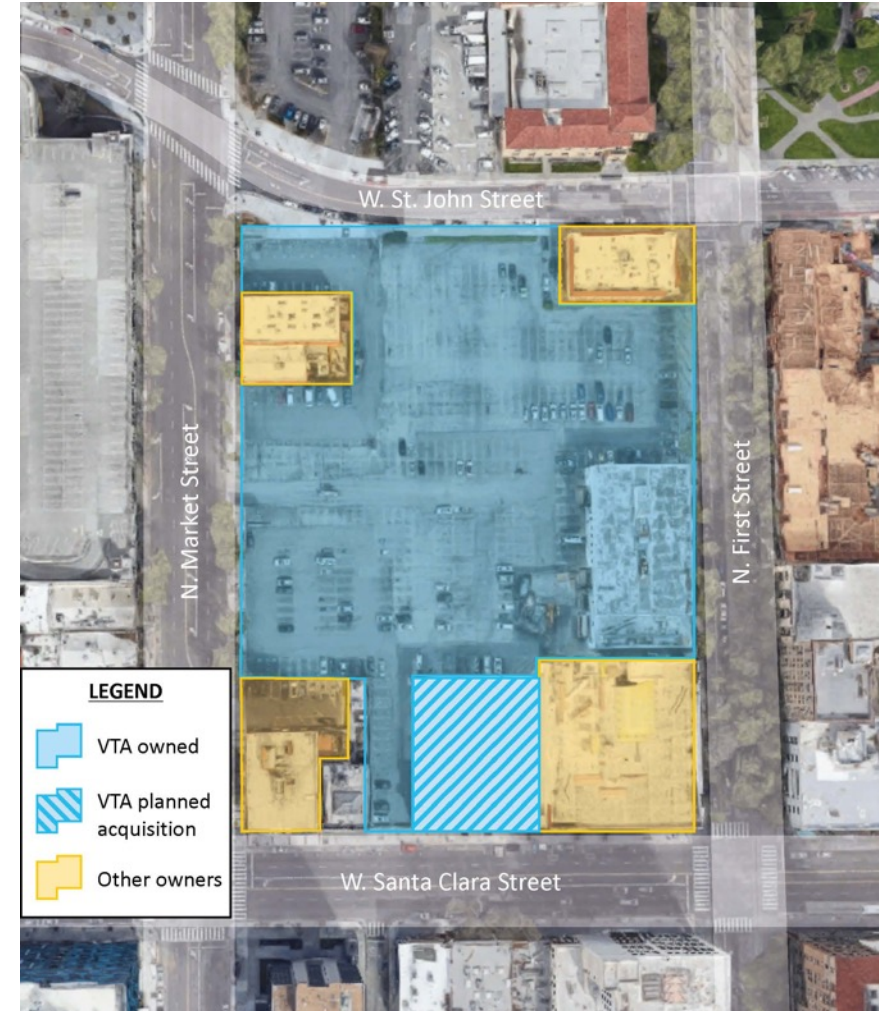 W. St. John Street
N. Market Street
N. First Street
LEGEND
VTA owned
VTA planned
acquisition
Other owners
W. Santa Clara Street